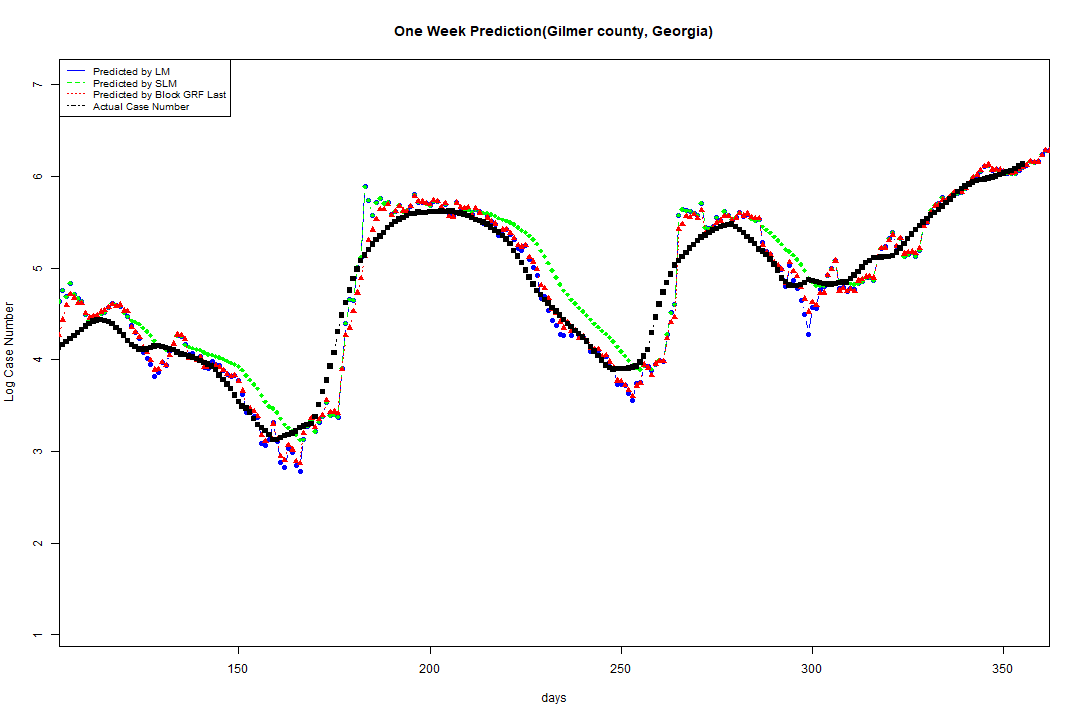 One Week Prediction(Gilmer county, Georgia)
Predicted by LM
Predicted by SLM
Predicted by Block GRF Last
Actual Case Number
7
6
5
4
3
2
1
Log Case Number
150 200 250 300 350
days